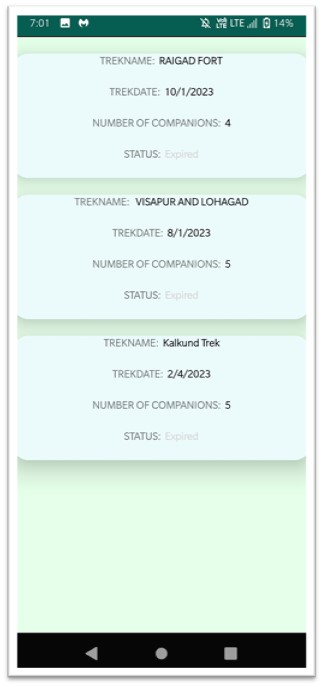 7:01 VoI LTE LTE 14%
TREKNAME: RAIGAD FORT
TREKDATE: 10/1/2023
NUMBER OF COMPANIONS: 4
STATUS: Expired
TREKNAME: VISAPUR AND LOHAGAD
TREKDATE: 8/1/2023
NUMBER OF COMPANIONS: 5
STATUS: Expired
TREKNAME: Kalkund Trek
TREKDATE: 2/4/2023
NUMBER OF COMPANIONS: 5
STATUS: Expired